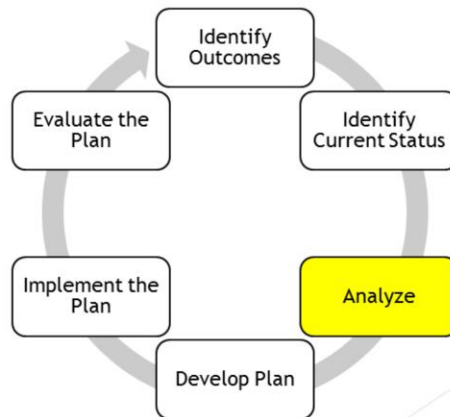 Identify
Outcomes
Identify
Current Status
Analyze
Develop Plan
Implement the
Plan
Evaluate the
Plan